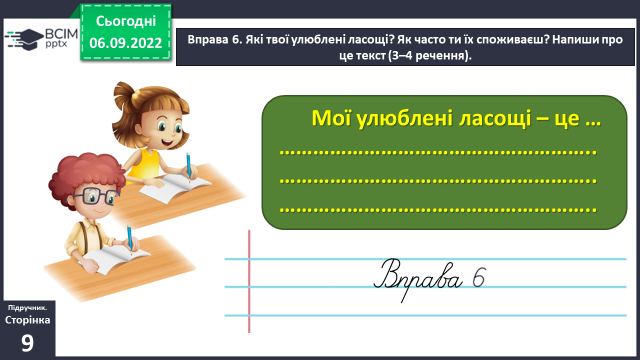 BCIM
pptx
Сьогодні
06.09.2022
Вправа 6. Які твої улюблені ласощі? Як часто ти їх споживаєш? Напиши про
це текст (3–4 речення).
Мої улюблені ласощі – це …
………………………………………………..
………………………………………………..
………………………………………………..
Вправа 6
Підручник.
Сторінка
9